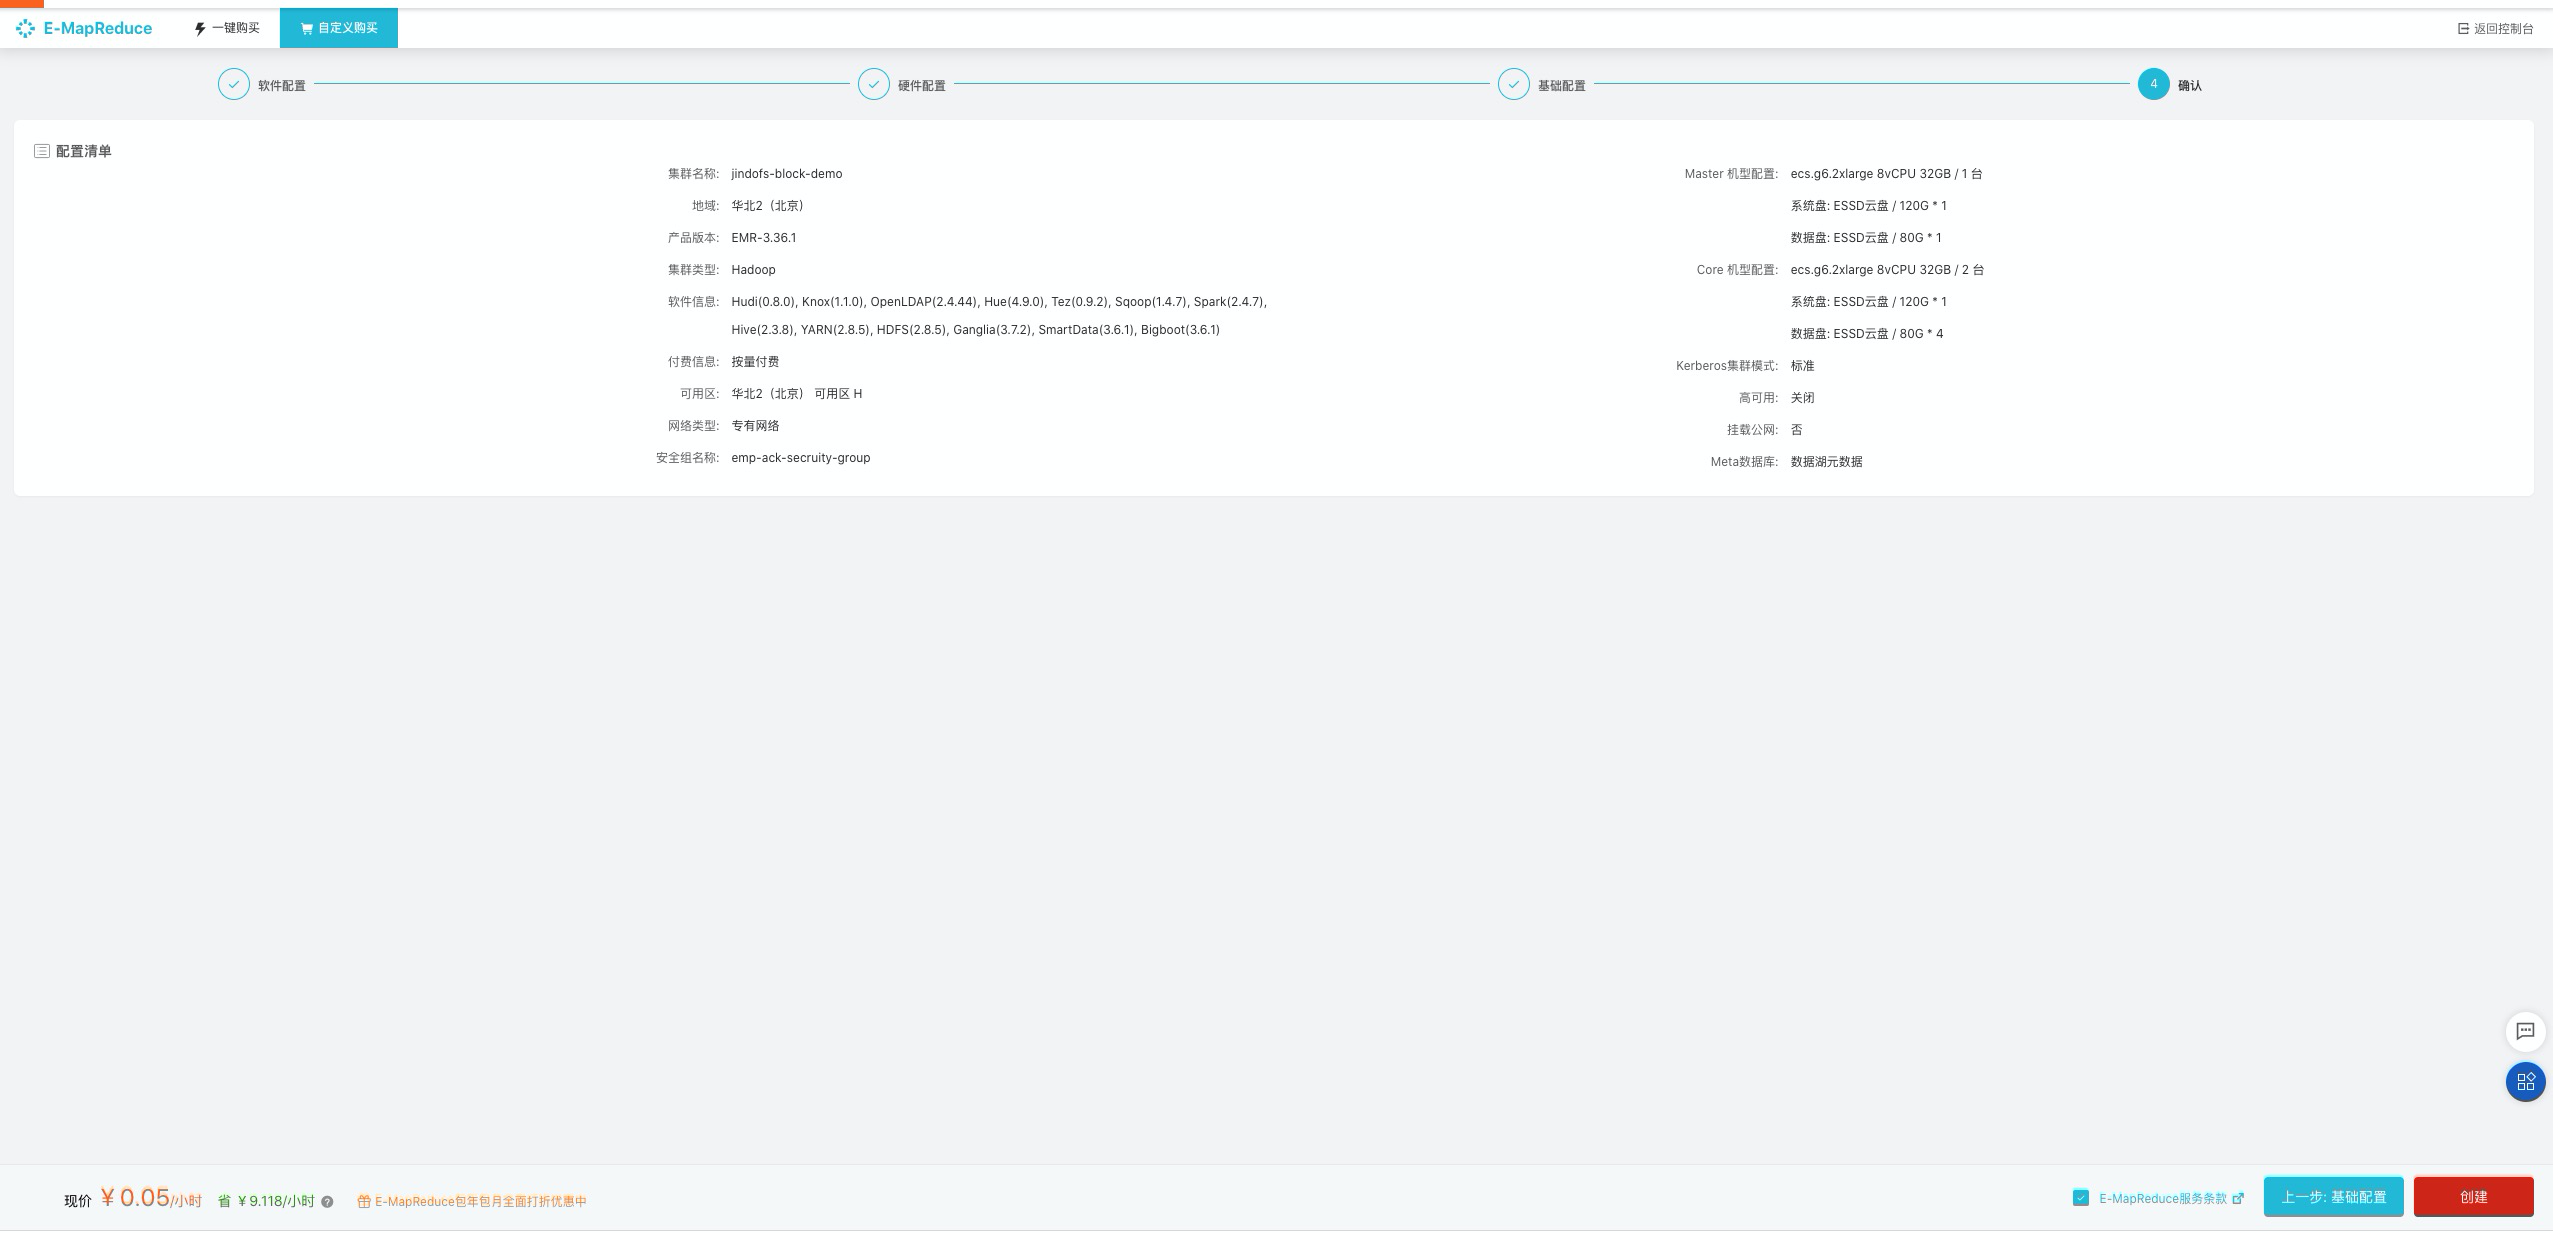 E-MapReduce 一键购买 自定义购买 返回控制台
软件配置 硬件配置 基础配置 4 确认
配置清单
集群名称: jindofs-block-demo
地域: 华北2（北京）
产品版本: EMR-3.36.1
集群类型: Hadoop
软件信息: Hudi(0.8.0), Knox(1.1.0), OpenLDAP(2.4.44), Hue(4.9.0), Tez(0.9.2), Sqoop(1.4.7), Spark(2.4.7),
Hive(2.3.8), YARN(2.8.5), HDFS(2.8.5), Ganglia(3.7.2), SmartData(3.6.1), Bigboot(3.6.1)
付费信息: 按量付费
可用区: 华北2（北京） 可用区 H
网络类型: 专有网络
安全组名称: emp-ack-secruity-group
Master 机型配置: ecs.g6.2xlarge 8vCPU 32GB / 1 台
系统盘: ESSD云盘 / 120G * 1
数据盘: ESSD云盘 / 80G * 1
Core 机型配置: ecs.g6.2xlarge 8vCPU 32GB / 2 台
系统盘: ESSD云盘 / 120G * 1
数据盘: ESSD云盘 / 80G * 4
Kerberos集群模式: 标准
高可用: 关闭
挂载公网: 否
Meta数据库: 数据湖元数据
现价 ¥ 0.05/小时 省 ¥ 9.118/小时 ? E-MapReduce包年包月全面打折优惠中 E-MapReduce服务条款 上一步: 基础配置 创建